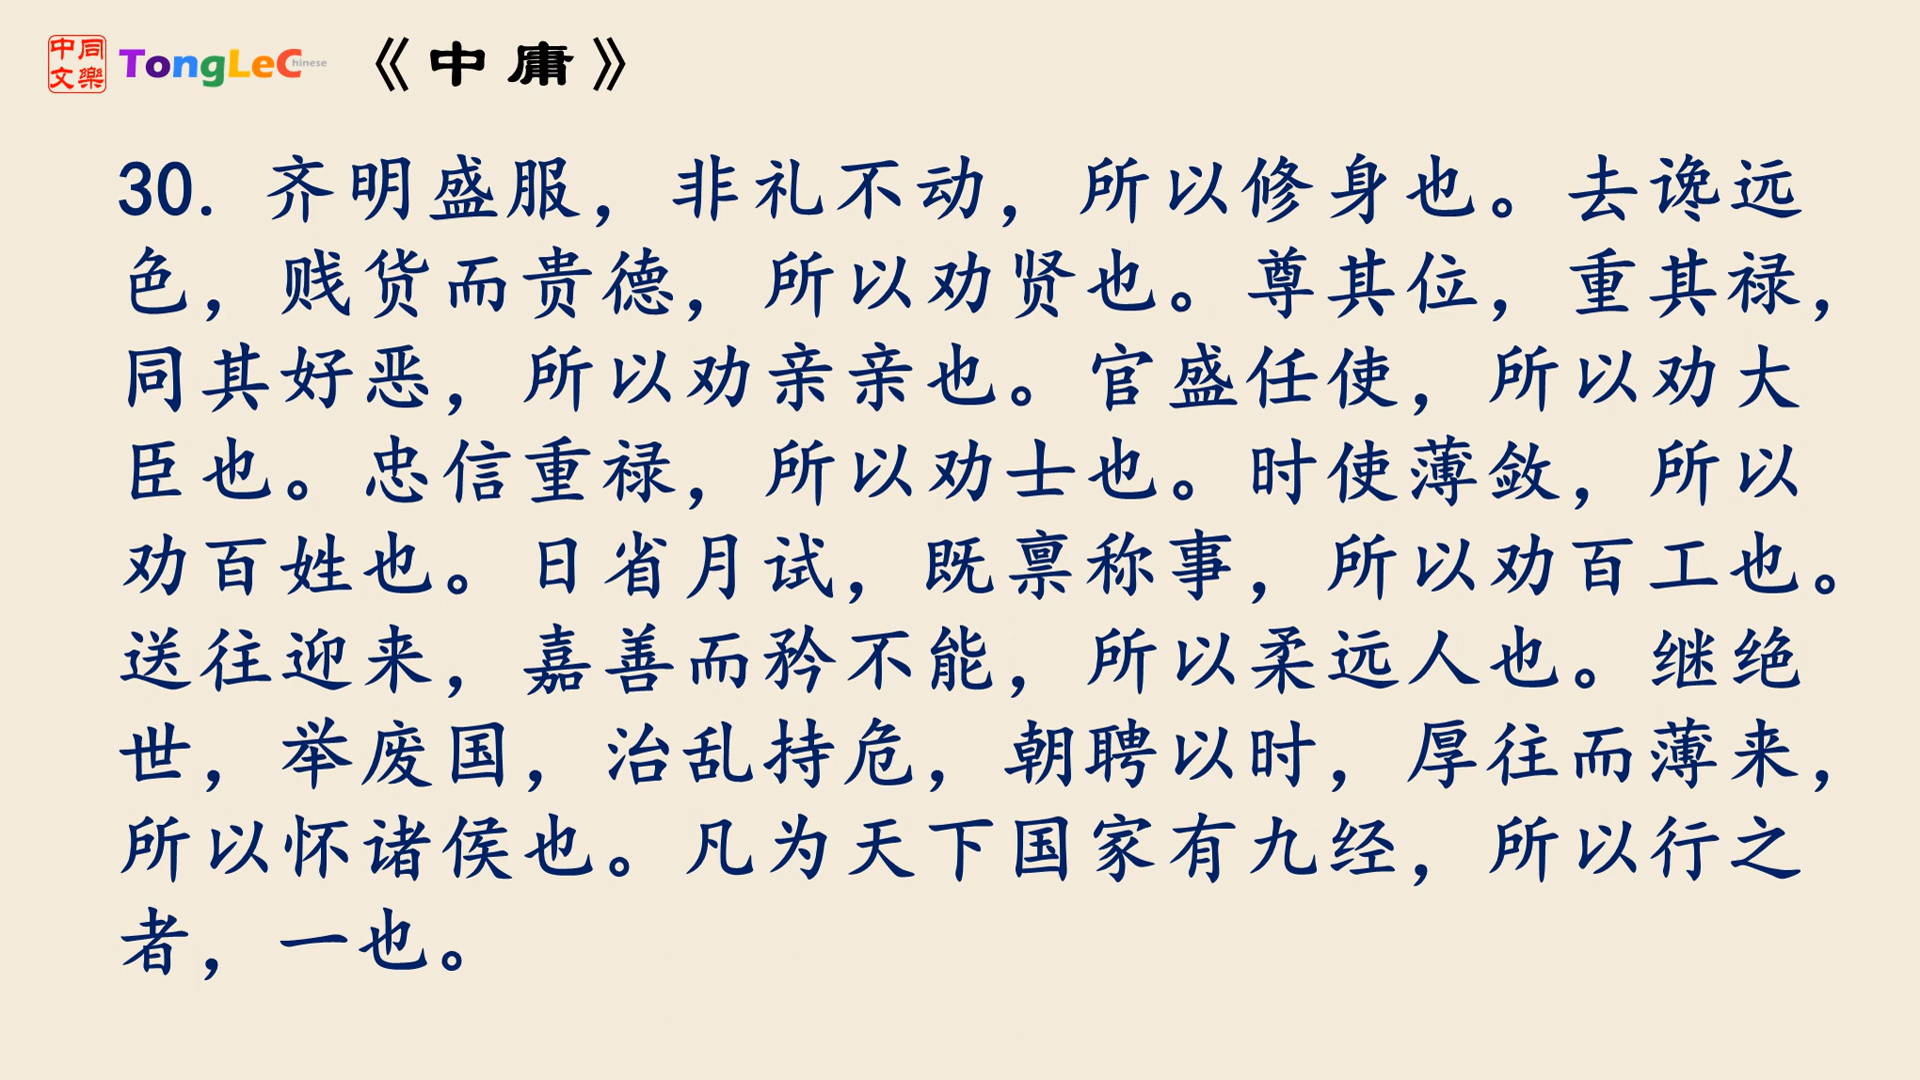 中同
文樂
TongLeChinese 《中庸》
30. 齐明盛服，非礼不动，所以修身也。去谗远
色，贱货而贵德，所以劝贤也。尊其位，重其禄，
同其好恶，所以劝亲亲也。官盛任使，所以劝大
臣也。忠信重禄，所以劝士也。时使薄敛，所以
劝百姓也。日省月试，既禀称事，所以劝百工也。
送往迎来，嘉善而矜不能，所以柔远人也。继绝
世，举废国，治乱持危，朝聘以时，厚往而薄来，
所以怀诸侯也。凡为天下国家有九经，所以行之
者，一也。